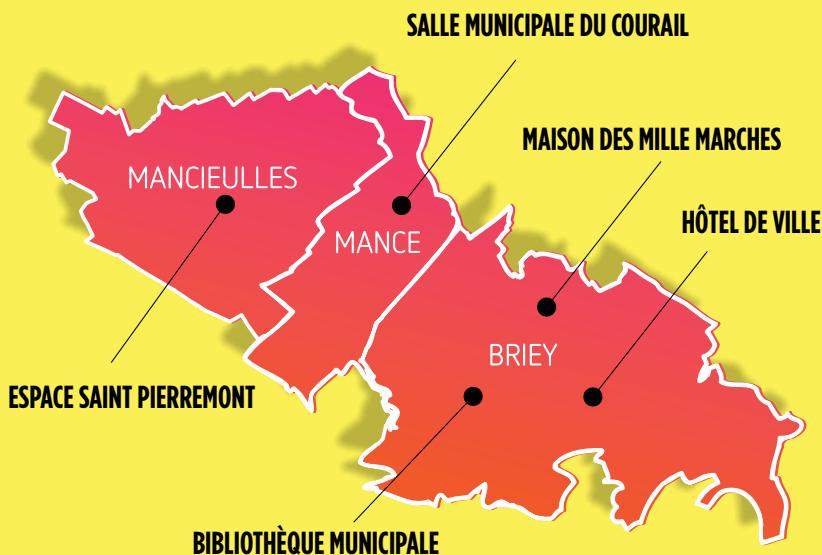 SALLE MUNICIPALE DU COURAIL
MAISON DES MILLE MARCHES
MANCIEULLES
HÔTEL DE VILLE
MANCE
BRIEY
ESPACE SAINT PIERREMONT
BIBLIOTHÈQUE MUNICIPALE